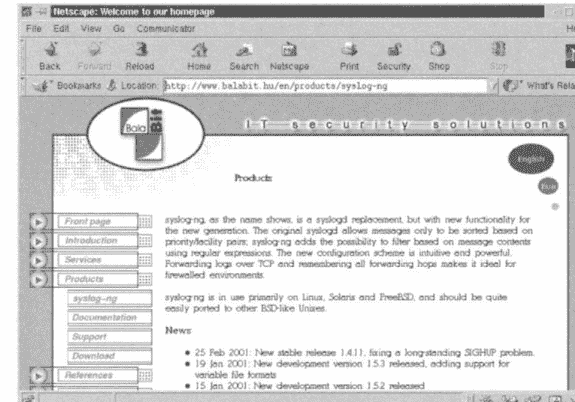 Netscape: Welcome to our homepage
File Edit View Go Communicator
Back Forward Reload Home Search Netscape Print Security Shop Stop
Bookmarks Location: http://www.balabit.hu/en/products/syslog-ng What's Rela
Bala
IT security solutions
English
Products:
syslog-ng, as the name shows, is a syslogd replacement, but with new functionality for
the new generation. The original syslogd allows messages only to be sorted based on
priority/facility pairs; syslog-ng adds the possibility to filter based on message contents
using regular expressions. The new configuration scheme is intuitive and powerful.
Forwarding logs over TCP and remembering all forwarding hops makes it ideal for
firewalled environments.
syslog-ng is in use primarily on Linux, Solaris and FreeBSD, and should be quite
easily ported to other BSD-like Unixes.
News:
• 25 Feb 2001: New stable release 1.4.11, fixing a longstanding SIGHUP problem.
• 19 Jan 2001: New development version 1.5.3 released, adding support for
variable file formats
• 15 Jan 2001: New development version 1.5.2 released
Front page
Introduction
Services
Products
syslog-ng
Documentation
Support
Download
References